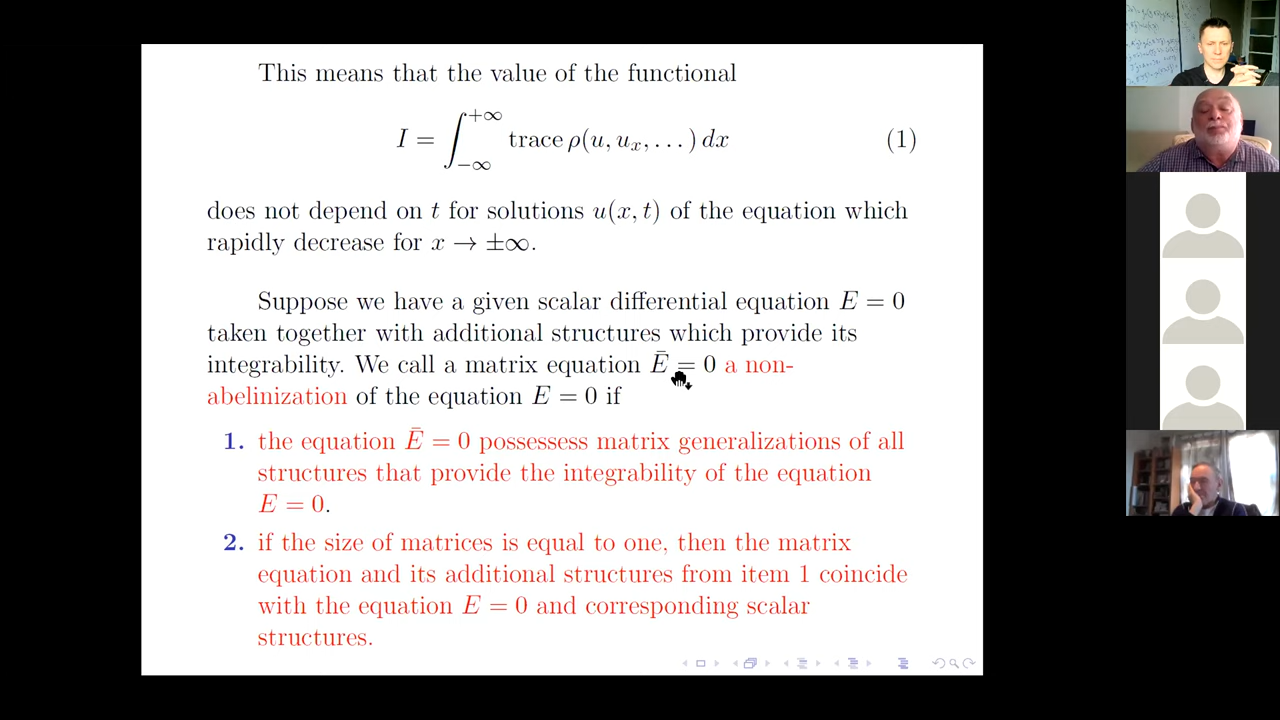 This means that the value of the functional
I = ∫_{−∞}^{+∞} trace ρ(u, u_x, . . . ) dx (1)
does not depend on t for solutions u(x, t) of the equation which
rapidly decrease for x → ±∞.
Suppose we have a given scalar differential equation E = 0
taken together with additional structures which provide its
integrability. We call a matrix equation Ē = 0 a non-
abelinization of the equation E = 0 if
1. the equation Ē = 0 possessess matrix generalizations of all
structures that provide the integrability of the equation
E = 0.
2. if the size of matrices is equal to one, then the matrix
equation and its additional structures from item 1 coincide
with the equation E = 0 and corresponding scalar
structures.